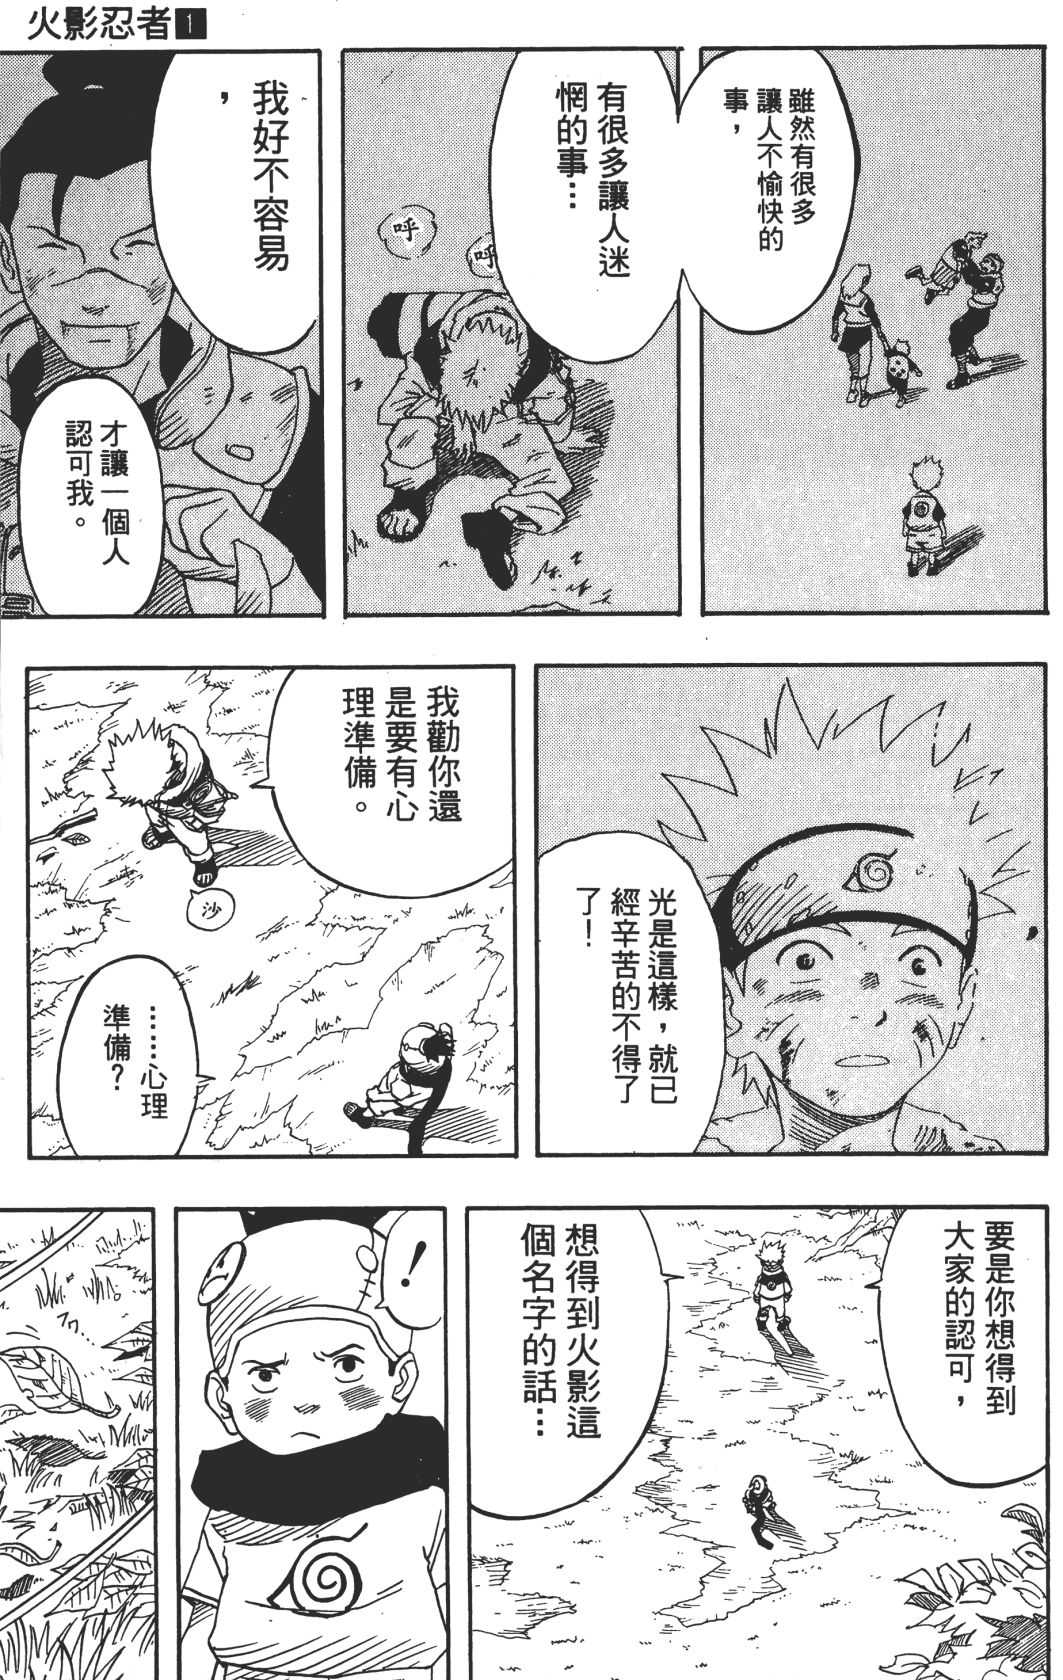 火影忍者1
雖然有很多
讓人不愉快的
事，
有很多讓人迷
惘的事…
呼
呼
我好不容易
，
才讓一個人
認可我。
光是這樣，就已
經辛苦的不得了
了！
我勸你還
是要有心
理準備。
沙
……心理
準備？
要是你想得到
大家的認可，
想得到火影這
個名字的話…
！
フワ…